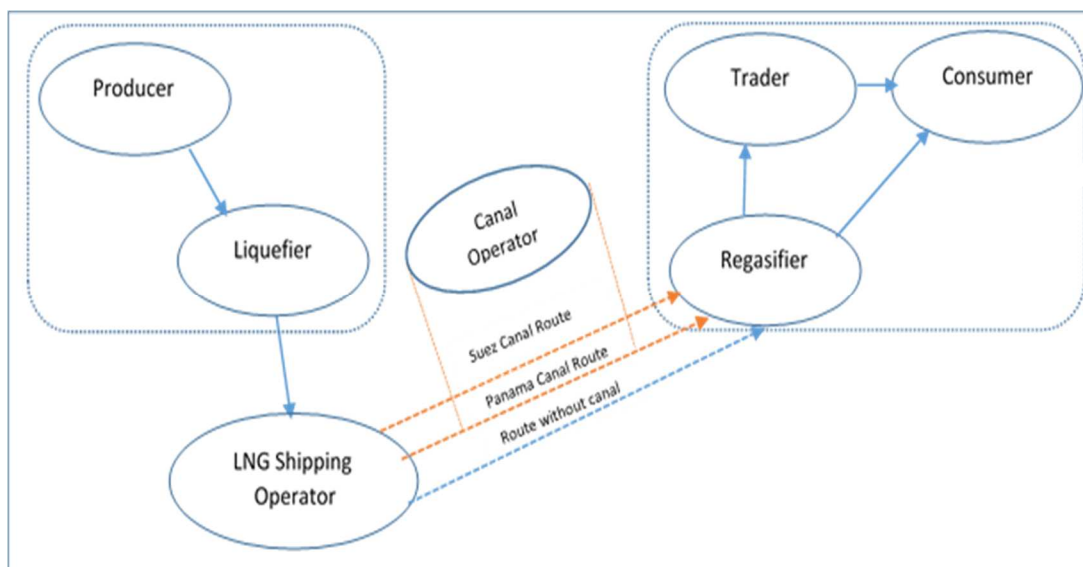 Producer
Liquefier
LNG Shipping
Operator
Canal
Operator
Suez Canal Route
Panama Canal Route
Route without canal
Trader
Consumer
Regasifier